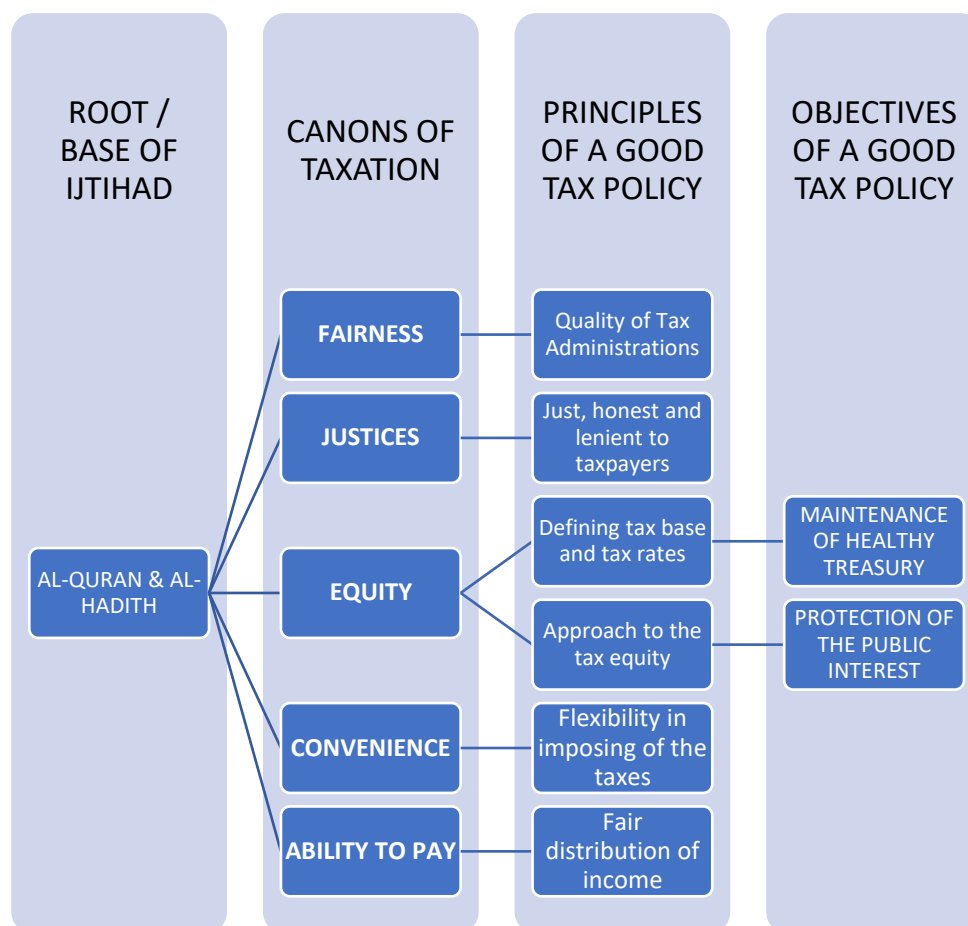 ROOT /
BASE OF
IJTIHAD
CANONS OF
TAXATION
PRINCIPLES
OF A GOOD
TAX POLICY
OBJECTIVES
OF A GOOD
TAX POLICY
AL-QURAN & AL-
HADITH
FAIRNESS
JUSTICES
EQUITY
CONVENIENCE
ABILITY TO PAY
Quality of Tax
Administrations
Just, honest and
lenient to
taxpayers
Defining tax base
and tax rates
Approach to the
tax equity
Flexibility in
imposing of the
taxes
Fair
distribution of
income
MAINTENANCE
OF HEALTHY
TREASURY
PROTECTION OF
THE PUBLIC
INTEREST